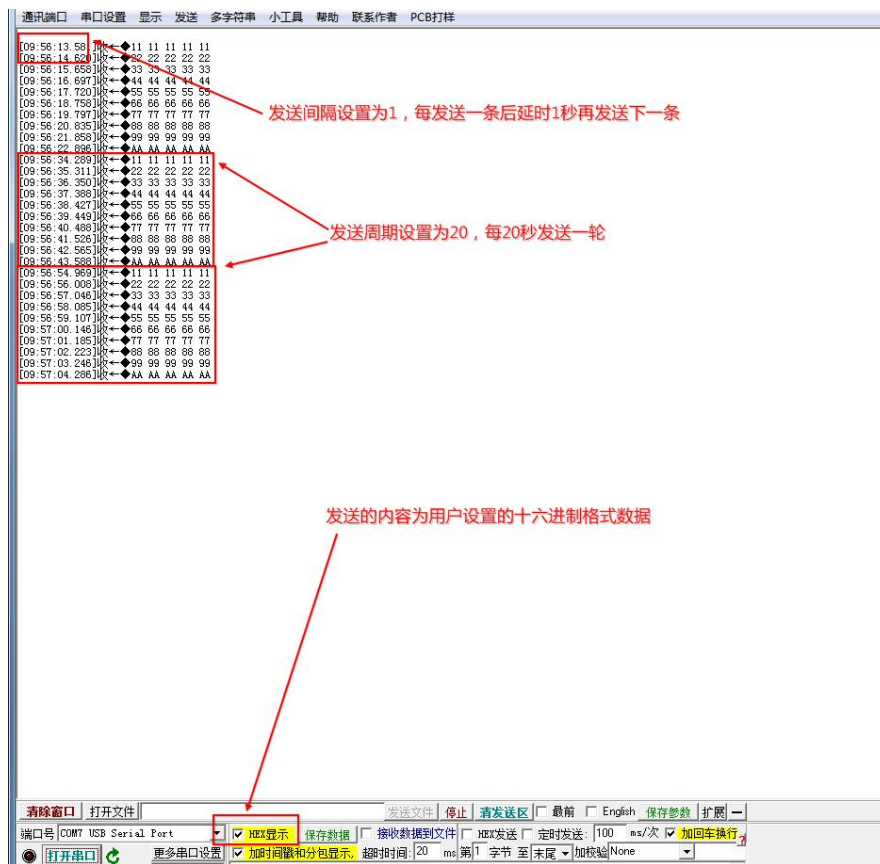 通讯端口 串口设置 显示 发送 多字符串 小工具 帮助 联系作者 PCB打样
[09:56:13.58 ]收←◆11 11 11 11 11
[09:56:14.620]收←◆22 22 22 22 22
[09:56:15.658]收←◆33 33 33 33 33
[09:56:16.697]收←◆44 44 44 44 44
[09:56:17.720]收←◆55 55 55 55 55
[09:56:18.758]收←◆66 66 66 66 66
[09:56:19.797]收←◆77 77 77 77 77
[09:56:20.835]收←◆88 88 88 88 88
[09:56:21.858]收←◆99 99 99 99 99
[09:56:22.896]收←◆AA AA AA AA AA
[09:56:34.289]收←◆11 11 11 11 11
[09:56:35.311]收←◆22 22 22 22 22
[09:56:36.350]收←◆33 33 33 33 33
[09:56:37.388]收←◆44 44 44 44 44
[09:56:38.427]收←◆55 55 55 55 55
[09:56:39.449]收←◆66 66 66 66 66
[09:56:40.488]收←◆77 77 77 77 77
[09:56:41.526]收←◆88 88 88 88 88
[09:56:42.565]收←◆99 99 99 99 99
[09:56:43.588]收←◆AA AA AA AA AA
[09:56:54.969]收←◆11 11 11 11 11
[09:56:56.008]收←◆22 22 22 22 22
[09:56:57.046]收←◆33 33 33 33 33
[09:56:58.085]收←◆44 44 44 44 44
[09:56:59.107]收←◆55 55 55 55 55
[09:57:00.146]收←◆66 66 66 66 66
[09:57:01.185]收←◆77 77 77 77 77
[09:57:02.223]收←◆88 88 88 88 88
[09:57:03.246]收←◆99 99 99 99 99
[09:57:04.286]收←◆AA AA AA AA AA
发送间隔设置为1，每发送一条后延时1秒再发送下一条
发送周期设置为20，每20秒发送一轮
发送的内容为用户设置的十六进制格式数据
清除窗口 打开文件 发送文件 停止 清发送区 最前 English 保存参数 扩展 —
端口号 COM7 USB Serial Port HEX显示 保存数据 接收数据到文件 HEX发送 定时发送: 100 ms/次 加回车换行 ?
打开串口 更多串口设置 加时间戳和分包显示, 超时时间: 20 ms 第 1 字节 至 末尾 加校验 None